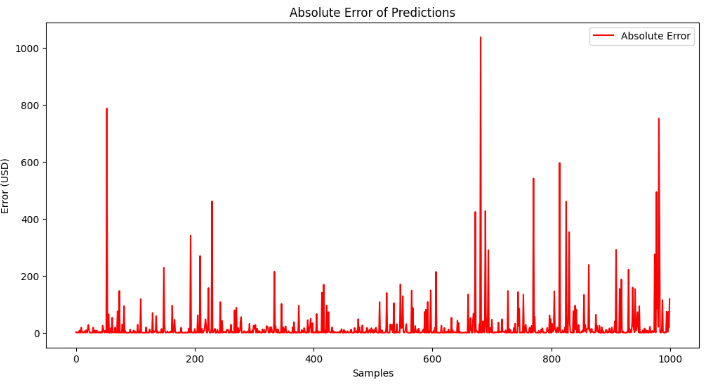 Absolute Error of Predictions
Absolute Error
1000
800
600
400
200
0
Error (USD)
0 200 400 600 800 1000
Samples